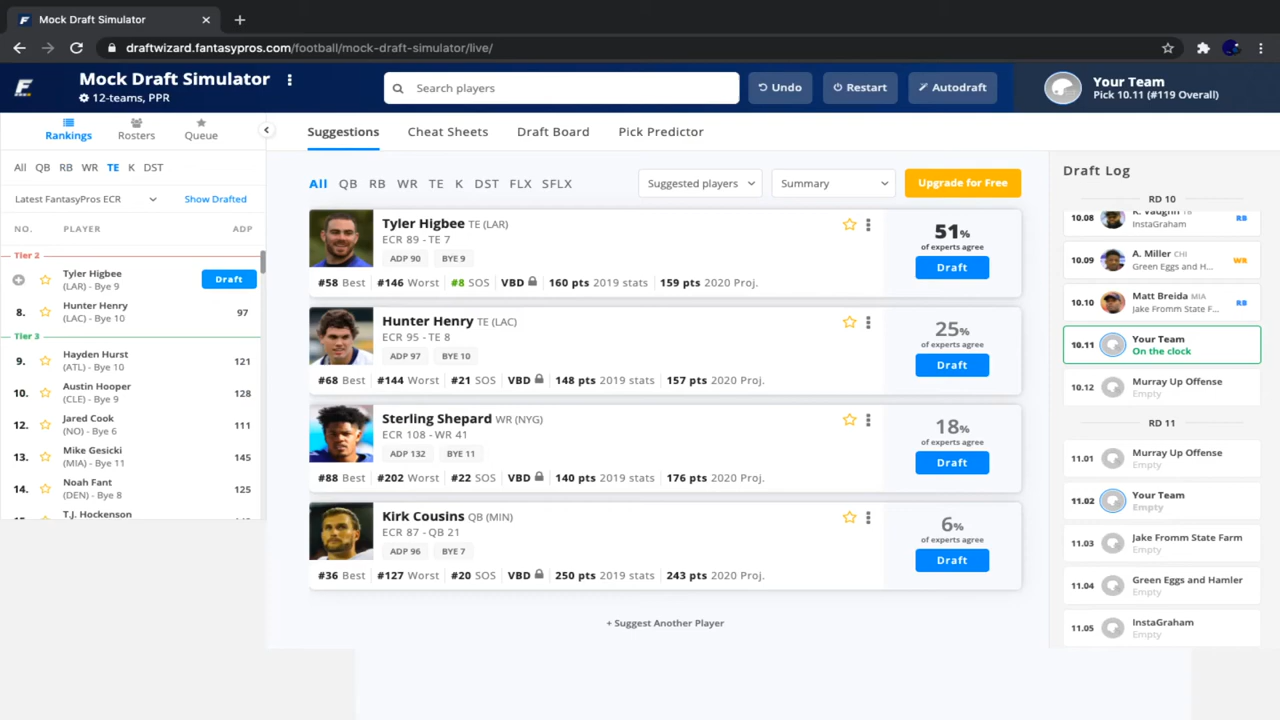 Mock Draft Simulator
draftwizard.fantasypros.com/football/mock-draft-simulator/live/
Mock Draft Simulator
12-teams, PPR
Search players
Undo
Restart
Autodraft
Your Team
Pick 10.11 (#119 Overall)
Rankings
Rosters
Queue
All QB RB WR TE K DST
Latest FantasyPros ECR
Show Drafted
NO. PLAYER ADP
Tier 2
Tyler Higbee
(LAR) - Bye 9
Draft
8. Hunter Henry 97
(LAC) - Bye 10
Tier 3
9. Hayden Hurst 121
(ATL) - Bye 10
10. Austin Hooper 128
(CLE) - Bye 9
12. Jared Cook 111
(NO) - Bye 6
13. Mike Gesicki 145
(MIA) - Bye 11
14. Noah Fant 125
(DEN) - Bye 8
T.J. Hockenson
Suggestions
Cheat Sheets
Draft Board
Pick Predictor
All QB RB WR TE K DST FLX SFLX
Suggested players
Summary
Upgrade for Free
Tyler Higbee TE (LAR)
ECR 89 - TE 7
ADP 90 BYE 9
#58 Best #146 Worst #8 SOS VBD 160 pts 2019 stats 159 pts 2020 Proj.
51%
of experts agree
Draft
Hunter Henry TE (LAC)
ECR 95 - TE 8
ADP 97 BYE 10
#68 Best #144 Worst #21 SOS VBD 148 pts 2019 stats 157 pts 2020 Proj.
25%
of experts agree
Draft
Sterling Shepard WR (NYG)
ECR 108 - WR 41
ADP 132 BYE 11
#88 Best #202 Worst #22 SOS VBD 140 pts 2019 stats 176 pts 2020 Proj.
18%
of experts agree
Draft
Kirk Cousins QB (MIN)
ECR 87 - QB 21
ADP 96 BYE 7
#36 Best #127 Worst #20 SOS VBD 250 pts 2019 stats 243 pts 2020 Proj.
6%
of experts agree
Draft
+ Suggest Another Player
Draft Log
RD 10
10.08 K. Vaughn TB RB
InstaGraham
10.09 A. Miller CHI WR
Green Eggs and H...
10.10 Matt Breida MIA RB
Jake Fromm State F...
10.11 Your Team
On the clock
10.12 Murray Up Offense
Empty
RD 11
11.01 Murray Up Offense
Empty
11.02 Your Team
Empty
11.03 Jake Fromm State Farm
Empty
11.04 Green Eggs and Hamler
Empty
11.05 InstaGraham
Empty